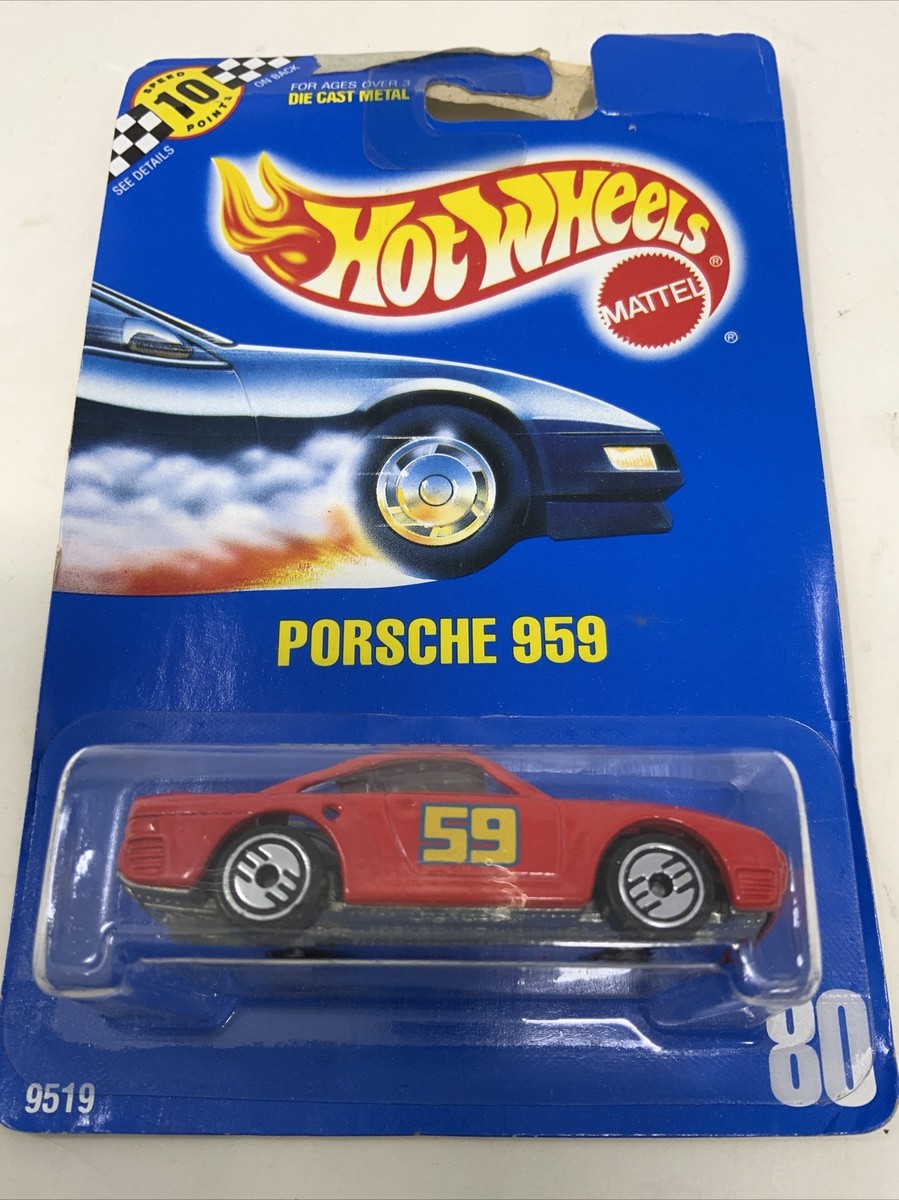 SPEED
10
POINTS
ON BACK
SEE DETAILS
FOR AGES OVER 3
DIE CAST METAL
HOT WHEELS®
MATTEL
®
PORSCHE 959
59
80
9519